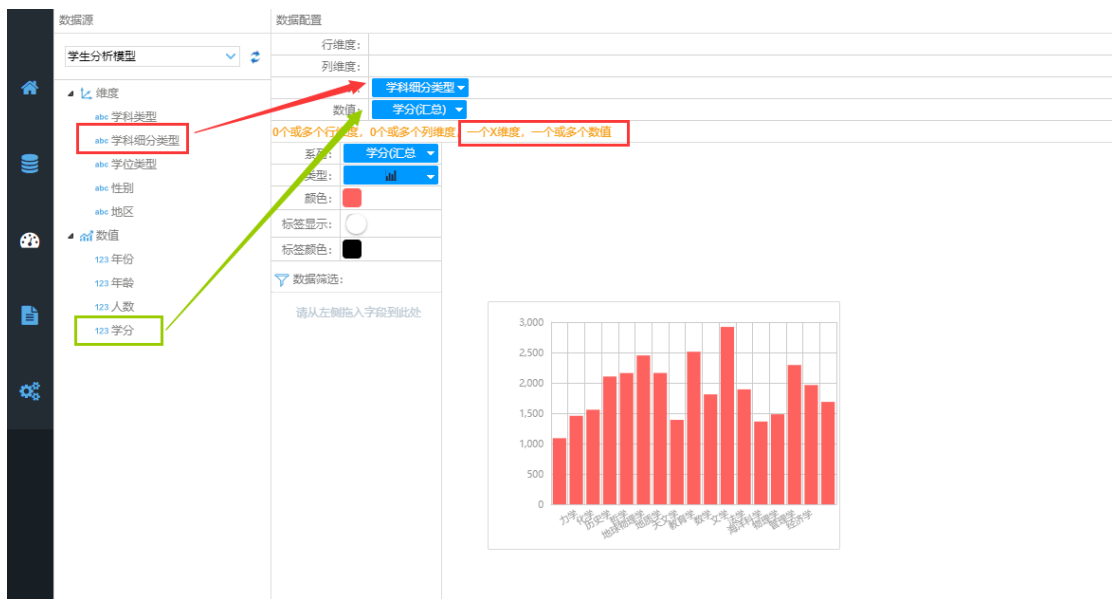 数据源
数据配置
学生分析模型
行维度:
列维度:
维度
学科细分类型
abc 学科类型
数值:
学分(汇总)
abc 学科细分类型
0个或多个行维度，0个或多个列维度，一个X维度，一个或多个数值
abc 学位类型
系列:
学分(汇总
类型:
abc 性别
颜色:
abc 地区
标签显示:
数值
标签颜色:
123 年份
数据筛选:
123 年龄
123 人数
请从左侧拖入字段到此处
123 学分
3,000
2,500
2,000
1,500
1,000
500
0
力学
化学
历史学
哲学
地球物理学
地质学
天文学
教育学
数学
文学
法学
海洋科学
物理学
管理学
经济学